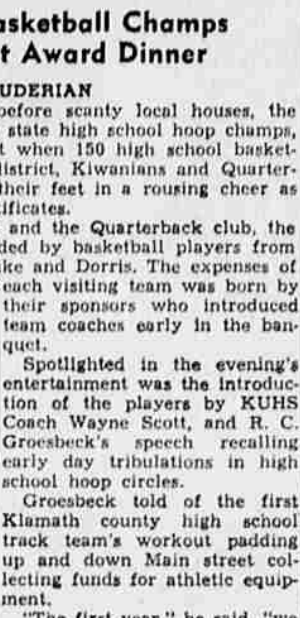 asketball Champs
t Award Dinner
UDERIAN
before scanty local houses, the
state high school hoop champs,
t when 150 high school basket-
district, Kiwanians and Quarter-
their feet in a rousing cheer as
ificates.
and the Quarterback club, the
ded by basketball players from
ke and Dorris. The expenses of
each visiting team was born by
their sponsors who introduced
team coaches early in the ban-
quet.
Spotlighted in the evening's
entertainment was the introduc-
tion of the players by KUHS
Coach Wayne Scott, and R. C.
Groesbeck's speech recalling
early day tribulations in high
school hoop circles.
Groesbeck told of the first
Klamath county high school
track team's workout padding
up and down Main street col-
lecting funds for athletic equip-
ment.
"The first year," he said, "we